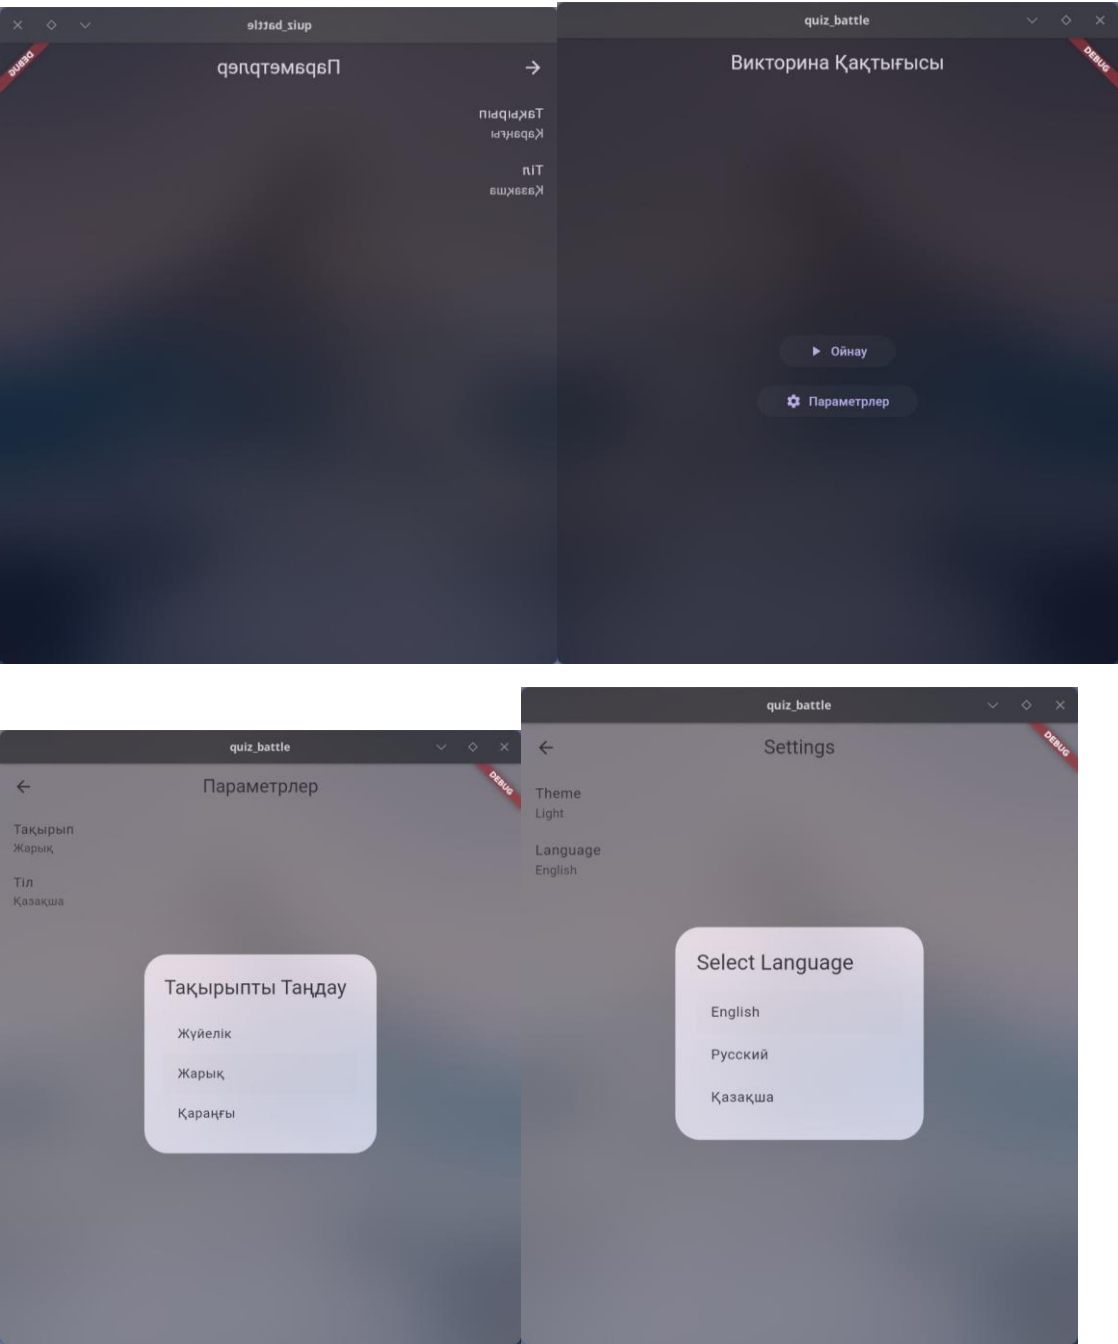 quiz_battle
DEBUG
Параметрлер
Тақырып
Қараңғы
Тіл
Қазақша
quiz_battle
DEBUG
Викторина Қақтығысы
Ойнау
Параметрлер
quiz_battle
DEBUG
Параметрлер
Тақырып
Жарық
Тіл
Қазақша
Тақырыпты Таңдау
Жүйелік
Жарық
Қараңғы
quiz_battle
DEBUG
Settings
Theme
Light
Language
English
Select Language
English
Русский
Қазақша